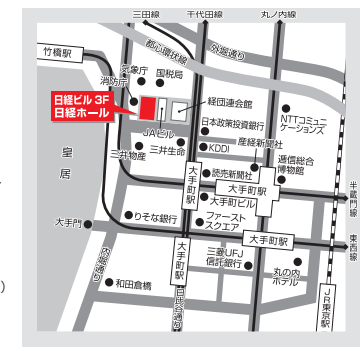 三田線
千代田線
丸ノ内線
竹橋駅
都心環状線
外堀通り
気象庁
国税局
消防庁
日経ビル 3F
日経ホール
経団連会館
NTTコミュニ
ケーションズ
JAビル
日本政策投資銀行
産経新聞社
三井物産
三井生命
KDDI
逓信総合
博物館
皇
居
大手町駅
読売新聞社
大手町駅
大手町ビル
半蔵門線
大手門
りそな銀行
ファースト
スクエア
大手町駅
東西線
内堀通り
大手町駅
三菱UFJ
信託銀行
丸の内
ホテル
和田倉橋
日比谷通り
JR東京駅
)